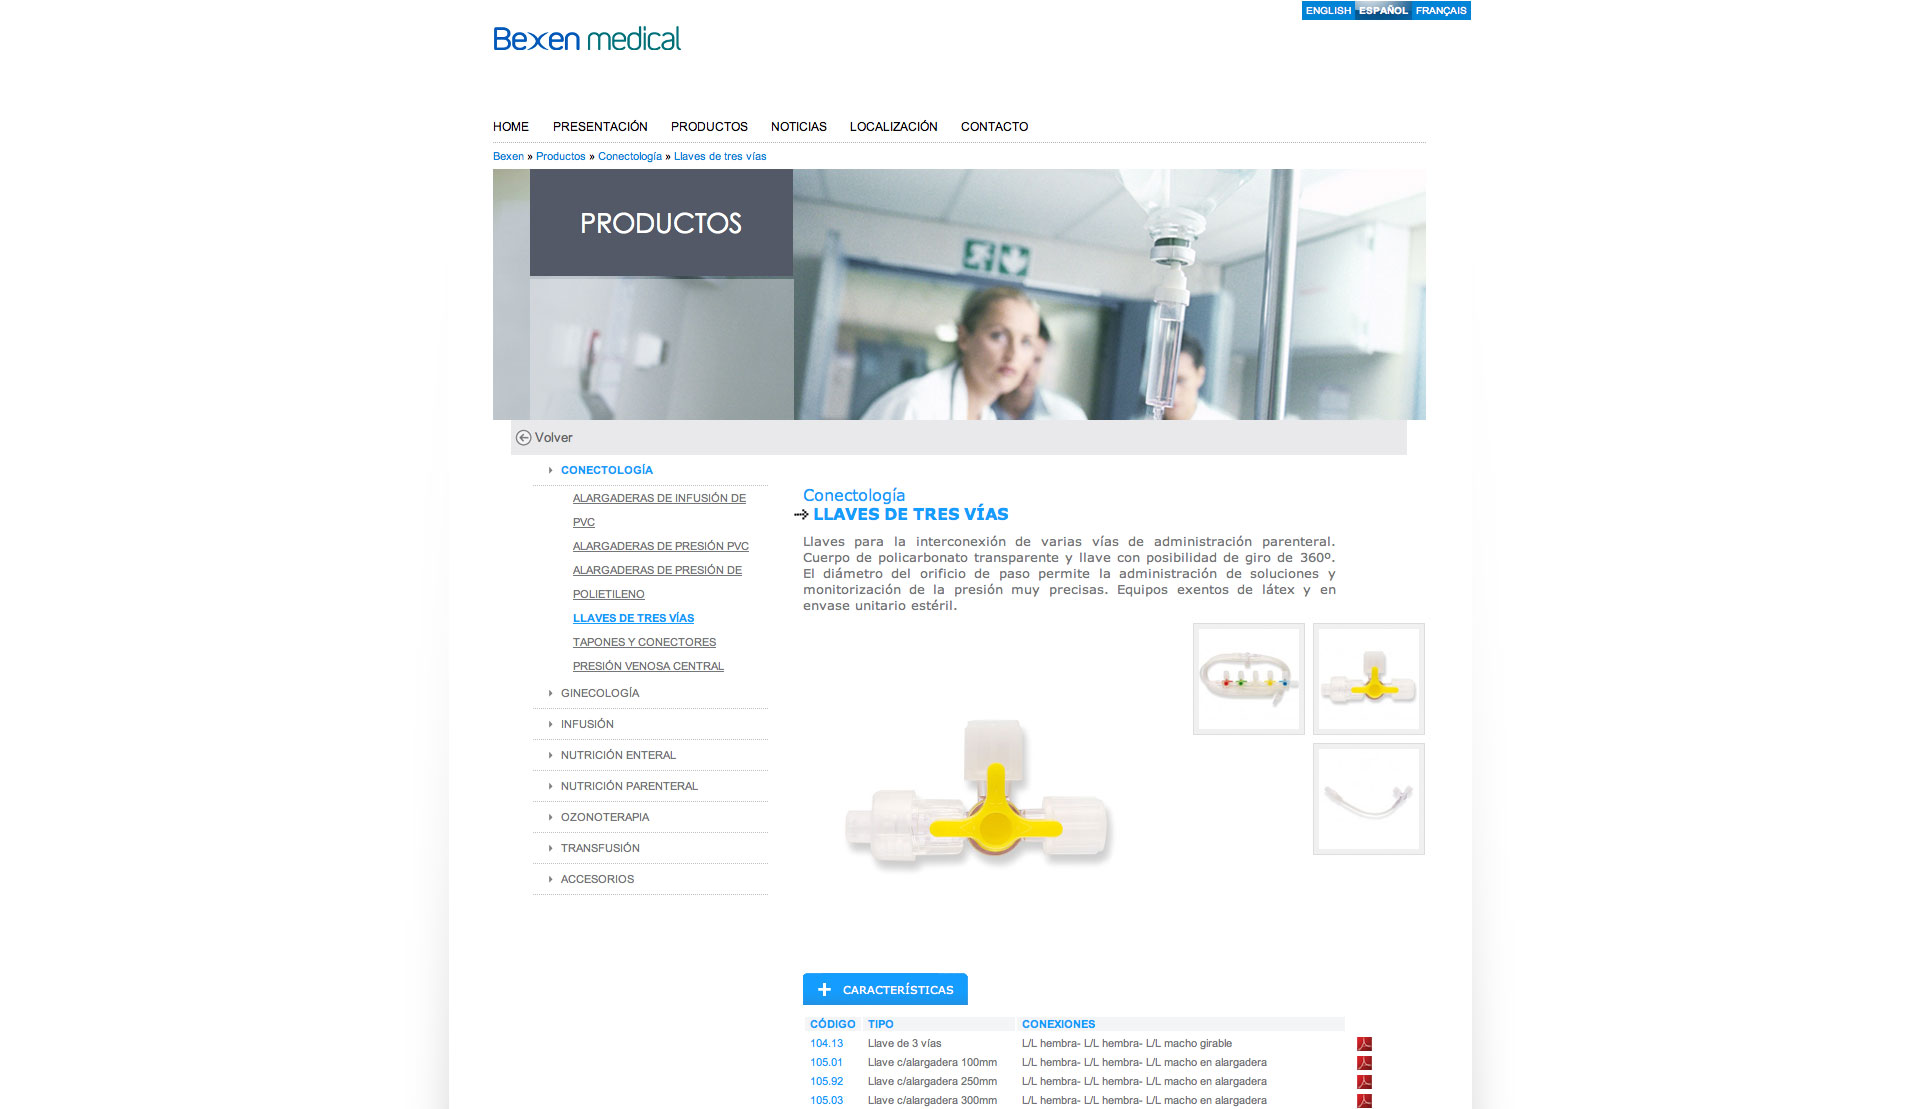 ENGLISH ESPAÑOL FRANÇAIS
Bexen medical
HOME PRESENTACIÓN PRODUCTOS NOTICIAS LOCALIZACIÓN CONTACTO
Bexen » Productos » Conectología » Llaves de tres vías
PRODUCTOS
Volver
CONECTOLOGÍA
ALARGADERAS DE INFUSIÓN DE
PVC
ALARGADERAS DE PRESIÓN PVC
ALARGADERAS DE PRESIÓN DE
POLIETILENO
LLAVES DE TRES VÍAS
TAPONES Y CONECTORES
PRESIÓN VENOSA CENTRAL
GINECOLOGÍA
INFUSIÓN
NUTRICIÓN ENTERAL
NUTRICIÓN PARENTERAL
OZONOTERAPIA
TRANSFUSIÓN
ACCESORIOS
Conectología
LLAVES DE TRES VÍAS
Llaves para la interconexión de varias vías de administración parenteral.
Cuerpo de policarbonato transparente y llave con posibilidad de giro de 360º.
El diámetro del orificio de paso permite la administración de soluciones y
monitorización de la presión muy precisas. Equipos exentos de látex y en
envase unitario estéril.
+ CARACTERÍSTICAS
CÓDIGO TIPO CONEXIONES
104.13 Llave de 3 vías L/L hembra- L/L hembra- L/L macho girable
105.01 Llave c/alargadera 100mm L/L hembra- L/L hembra- L/L macho en alargadera
105.92 Llave c/alargadera 250mm L/L hembra- L/L hembra- L/L macho en alargadera
105.03 Llave c/alargadera 300mm L/L hembra- L/L hembra- L/L macho en alargadera